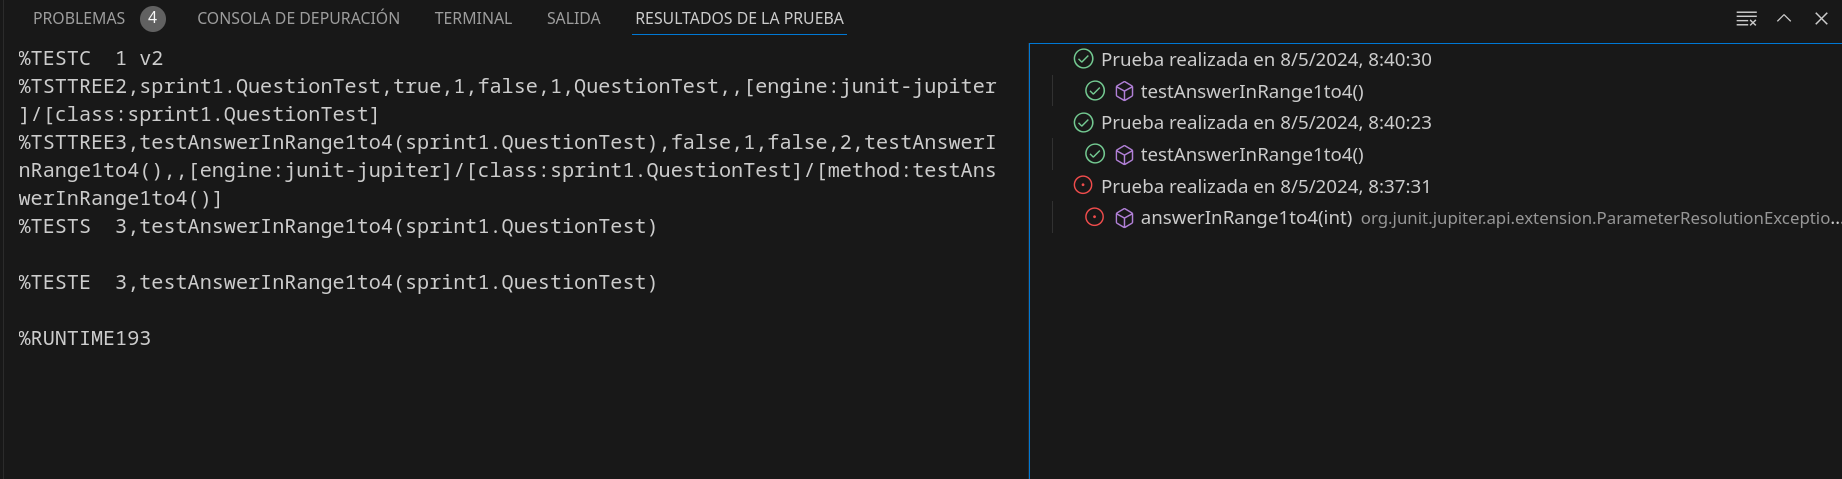 PROBLEMAS 4 CONSOLA DE DEPURACIÓN TERMINAL SALIDA RESULTADOS DE LA PRUEBA
%TESTC  1 v2
%TSTTREE2,sprint1.QuestionTest,true,1,false,1,QuestionTest,,[engine:junit-jupiter
]/[class:sprint1.QuestionTest]
%TSTTREE3,testAnswerInRange1to4(sprint1.QuestionTest),false,1,false,2,testAnswerI
nRange1to4(),,[engine:junit-jupiter]/[class:sprint1.QuestionTest]/[method:testAns
werInRange1to4()]
%TESTS  3,testAnswerInRange1to4(sprint1.QuestionTest)
%TESTE  3,testAnswerInRange1to4(sprint1.QuestionTest)
%RUNTIME193
Prueba realizada en 8/5/2024, 8:40:30
testAnswerInRange1to4()
Prueba realizada en 8/5/2024, 8:40:23
testAnswerInRange1to4()
Prueba realizada en 8/5/2024, 8:37:31
answerInRange1to4(int) org.junit.jupiter.api.extension.ParameterResolutionExceptio...